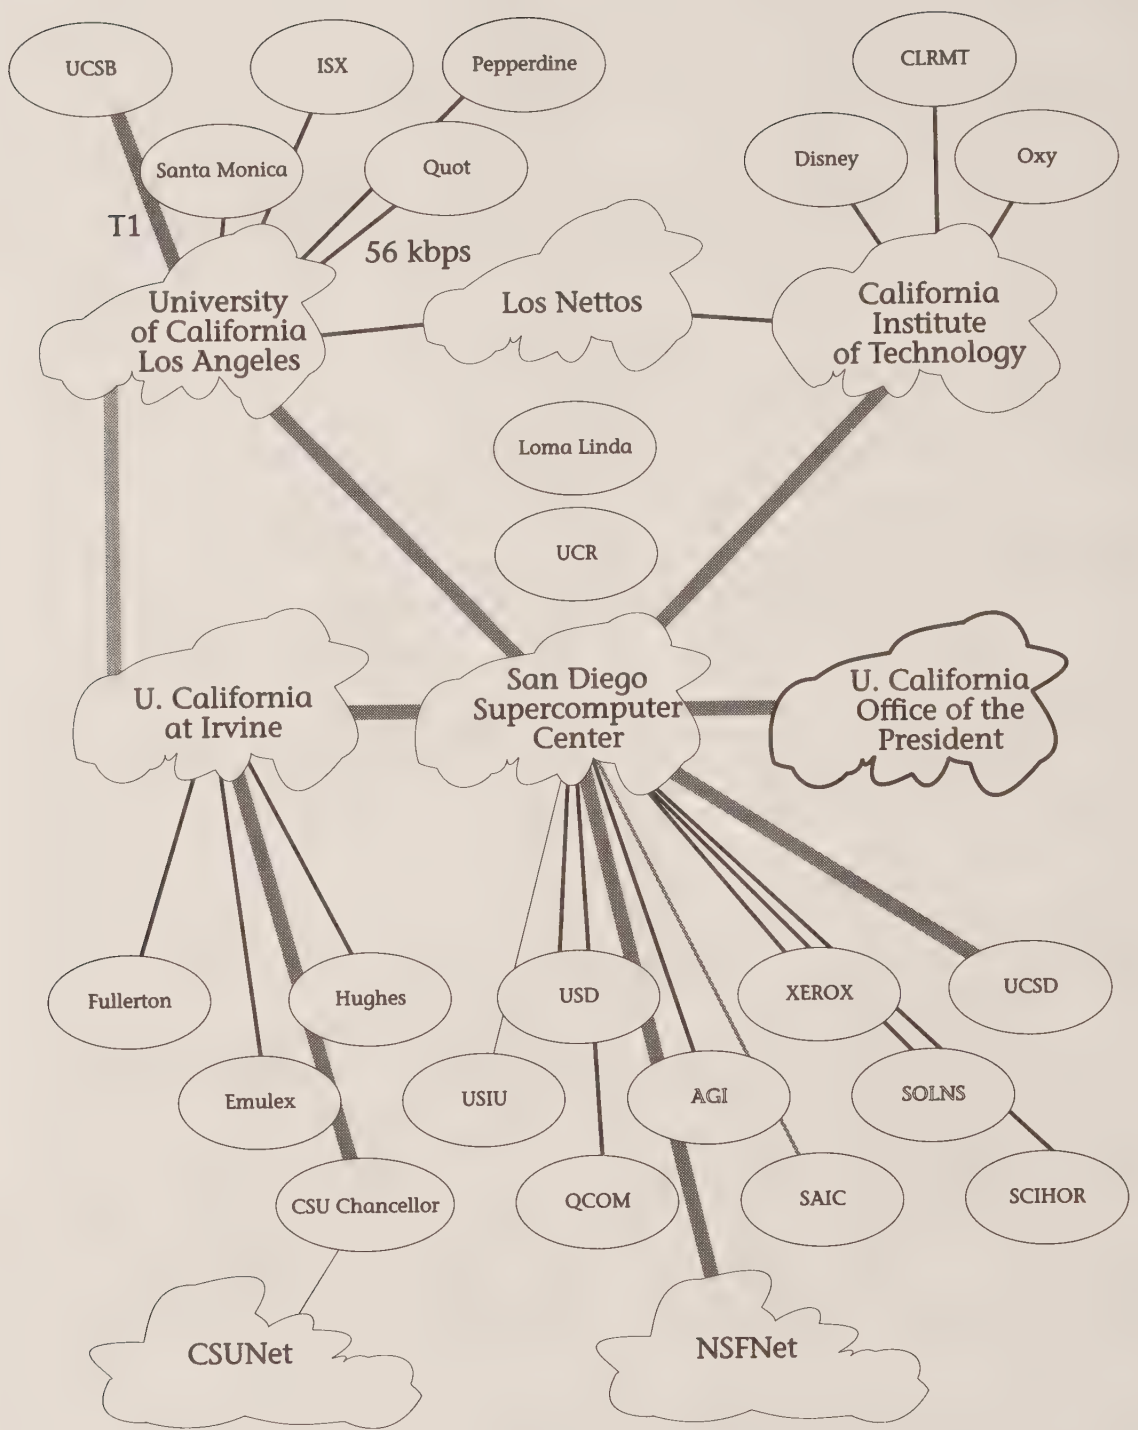 UCSB
ISX
Pepperdine
CLRMT
Santa Monica
Quot
Disney
Oxy
T1
56 kbps
University
of California
Los Angeles
Los Nettos
California
Institute
of Technology
Loma Linda
UCR
U. California
at Irvine
San Diego
Supercomputer
Center
U. California
Office of the
President
Fullerton
Hughes
USD
XEROX
UCSD
Emulex
USIU
AGI
SOLNS
CSU Chancellor
QCOM
SAIC
SCIHOR
CSUNet
NSFNet